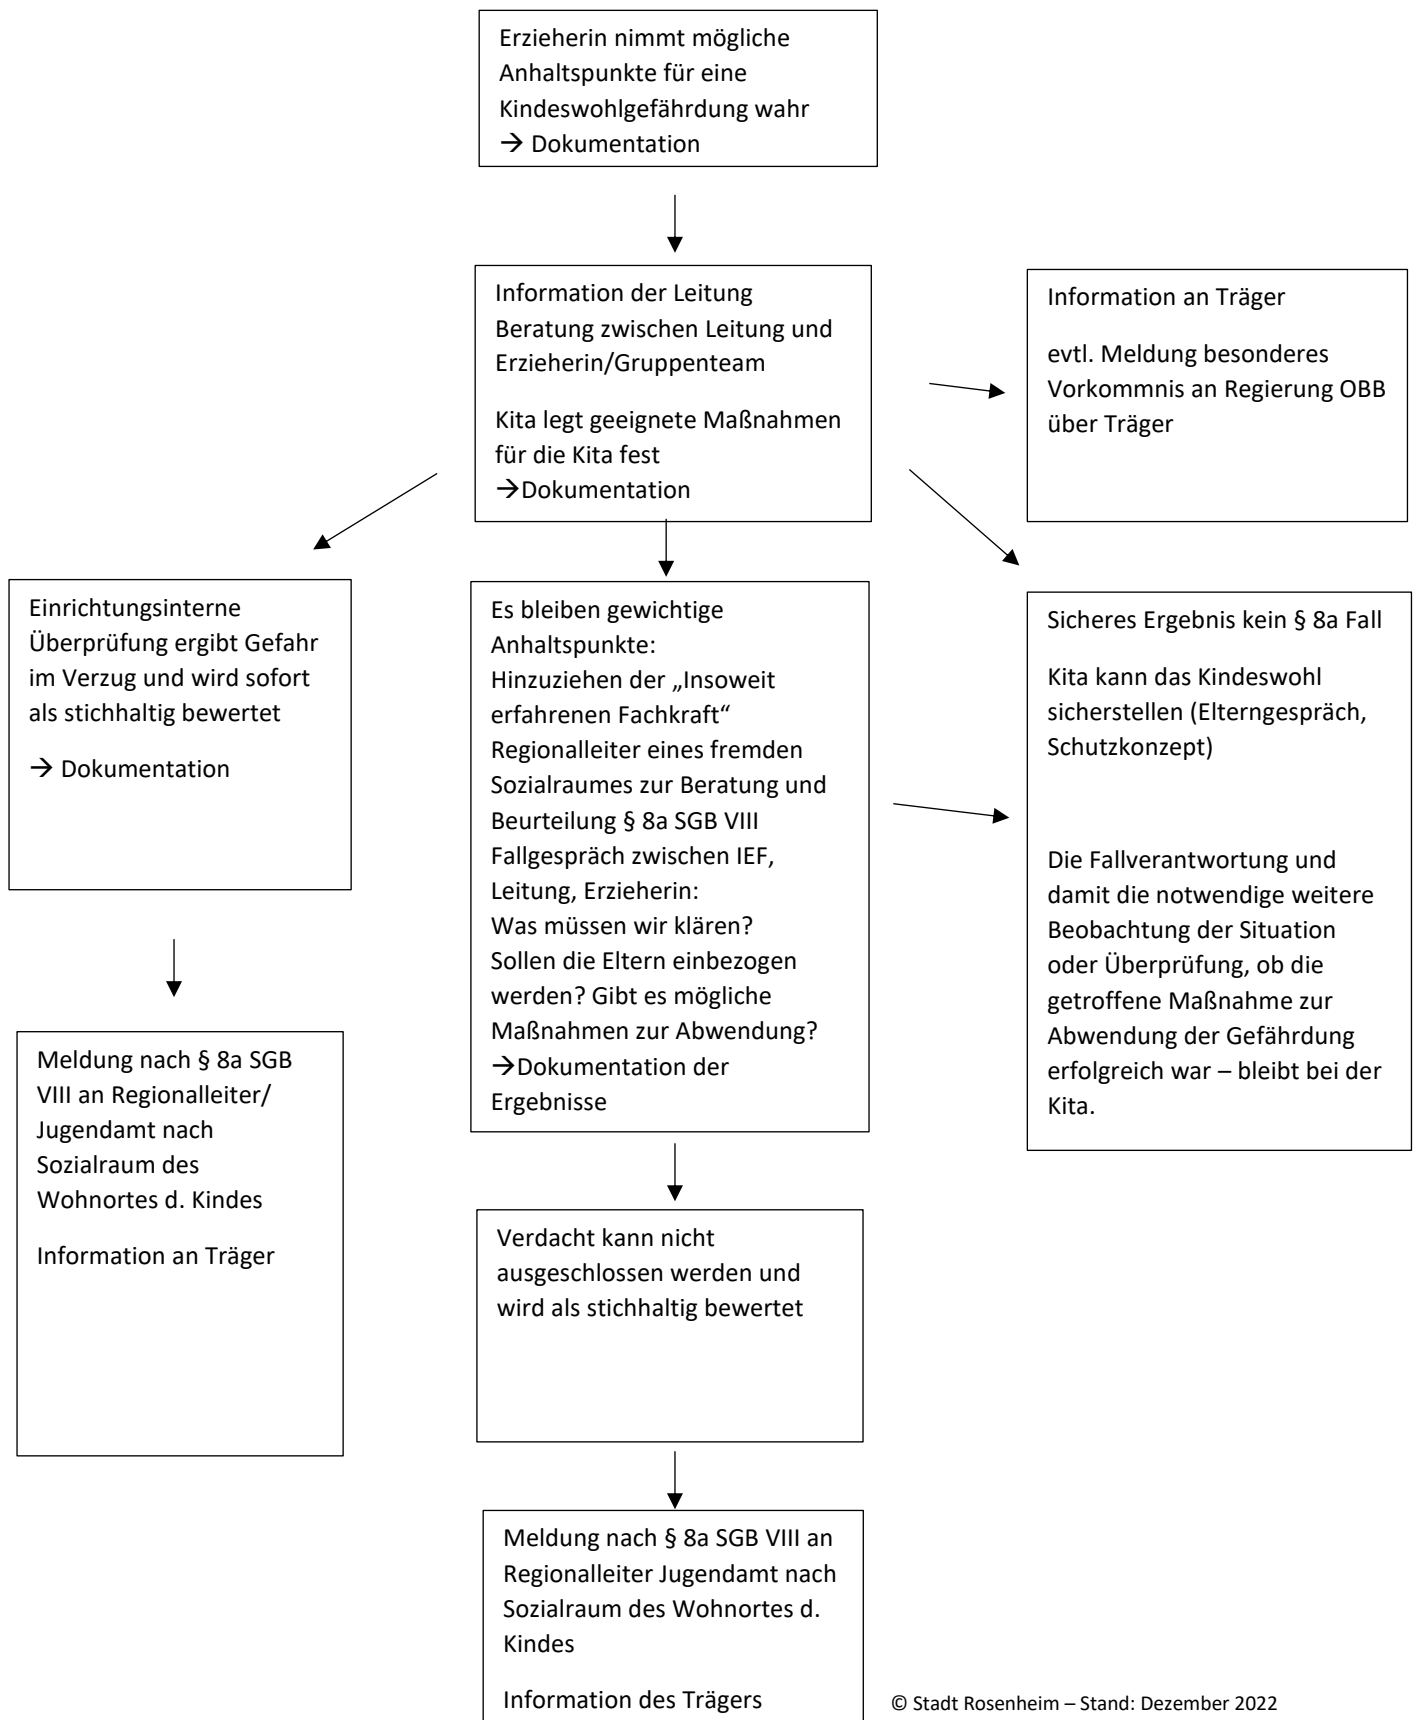 Erzieherin nimmt mögliche
Anhaltspunkte für eine
Kindeswohlgefährdung wahr
→ Dokumentation
Information der Leitung
Beratung zwischen Leitung und
Erzieherin/Gruppenteam
Kita legt geeignete Maßnahmen
für die Kita fest
→Dokumentation
Information an Träger
evtl. Meldung besonderes
Vorkommnis an Regierung OBB
über Träger
Einrichtungsinterne
Überprüfung ergibt Gefahr
im Verzug und wird sofort
als stichhaltig bewertet
→ Dokumentation
Es bleiben gewichtige
Anhaltspunkte:
Hinzuziehen der „Insoweit
erfahrenen Fachkraft“
Regionalleiter eines fremden
Sozialraumes zur Beratung und
Beurteilung § 8a SGB VIII
Fallgespräch zwischen IEF,
Leitung, Erzieherin:
Was müssen wir klären?
Sollen die Eltern einbezogen
werden? Gibt es mögliche
Maßnahmen zur Abwendung?
→Dokumentation der
Ergebnisse
Sicheres Ergebnis kein § 8a Fall
Kita kann das Kindeswohl
sicherstellen (Elterngespräch,
Schutzkonzept)
Die Fallverantwortung und
damit die notwendige weitere
Beobachtung der Situation
oder Überprüfung, ob die
getroffene Maßnahme zur
Abwendung der Gefährdung
erfolgreich war – bleibt bei der
Kita.
Meldung nach § 8a SGB
VIII an Regionalleiter/
Jugendamt nach
Sozialraum des
Wohnortes d. Kindes
Information an Träger
Verdacht kann nicht
ausgeschlossen werden und
wird als stichhaltig bewertet
Meldung nach § 8a SGB VIII an
Regionalleiter Jugendamt nach
Sozialraum des Wohnortes d.
Kindes
Information des Trägers
© Stadt Rosenheim – Stand: Dezember 2022